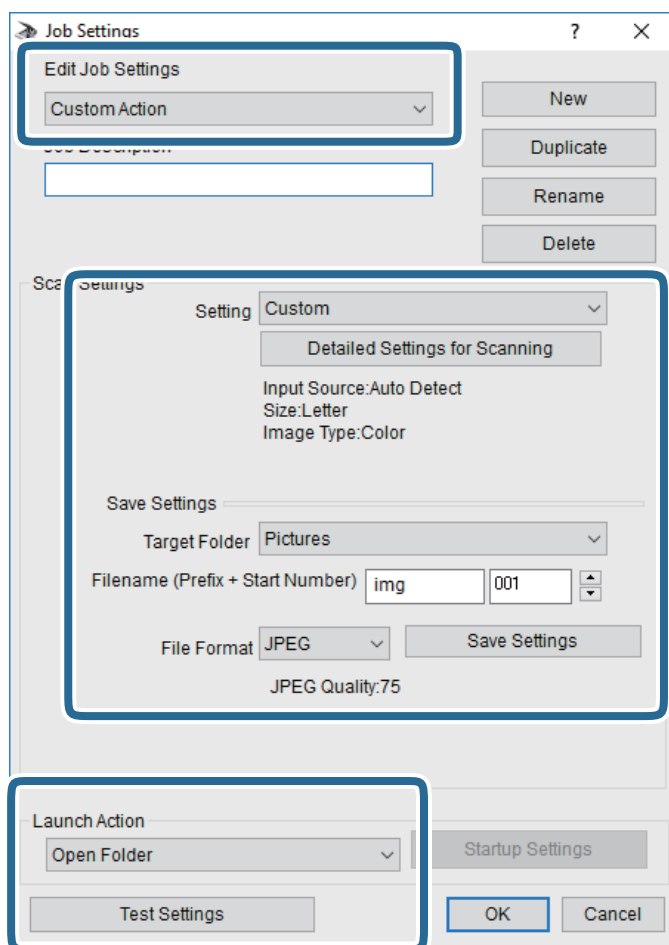 Job Settings
?
Edit Job Settings
Custom Action
New
Duplicate
Rename
Delete
Settings
Setting
Custom
Detailed Settings for Scanning
Input Source:Auto Detect
Size:Letter
Image Type:Color
Save Settings
Target Folder
Pictures
Filename (Prefix + Start Number)
img
001
File Format
JPEG
Save Settings
JPEG Quality:75
Launch Action
Open Folder
Startup Settings
Test Settings
OK
Cancel